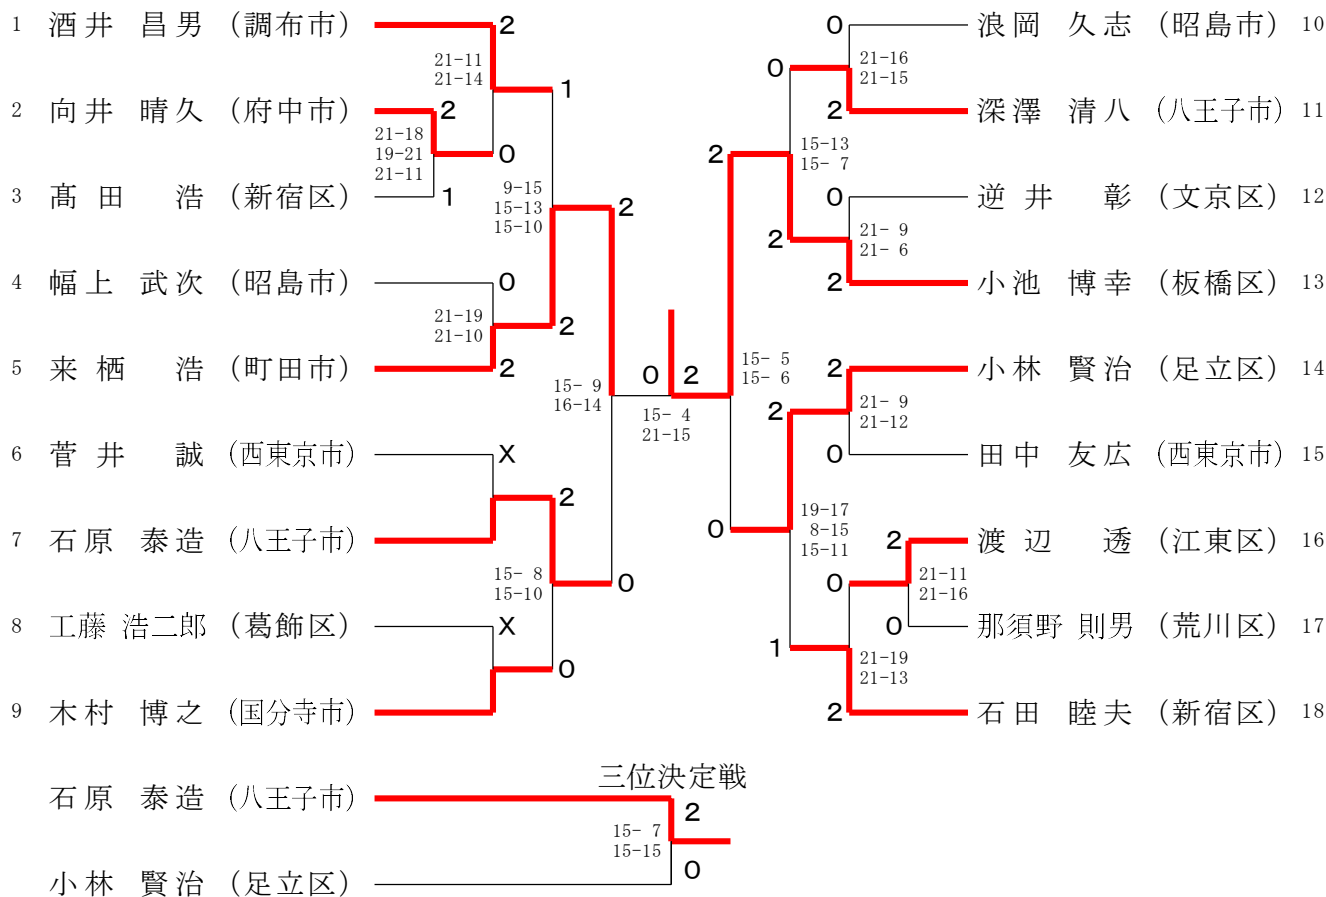 1 酒井 昌男 (調布市) 2
21-11
21-14
1
2 向井 晴久 (府中市) 2
21-18
19-21
21-11
0
3 髙田 浩 (新宿区) 1
9-15
15-13
15-10
2
4 幅上 武次 (昭島市) 0
21-19
21-10
2
5 来栖 浩 (町田市) 2
15- 9
16-14
6 菅井 誠 (西東京市) X
2
7 石原 泰造 (八王子市)
15- 8
15-10
0
8 工藤 浩二郎 (葛飾区) X
0
9 木村 博之 (国分寺市)
0 2
15- 4
21-15
0 浪岡 久志 (昭島市) 10
21-16
21-15
0
2 深澤 清八 (八王子市) 11
15-13
15- 7
2
0 逆井 彰 (文京区) 12
21- 9
21- 6
2
2 小池 博幸 (板橋区) 13
15- 5
15- 6
2 小林 賢治 (足立区) 14
21- 9
21-12
2
0 田中 友広 (西東京市) 15
19-17
8-15
15-11
0
2 渡辺 透 (江東区) 16
21-11
21-16
0
0 那須野 則男 (荒川区) 17
1
21-19
21-13
2 石田 睦夫 (新宿区) 18
三位決定戦
石原 泰造 (八王子市) 2
15- 7
15-15
小林 賢治 (足立区) 0